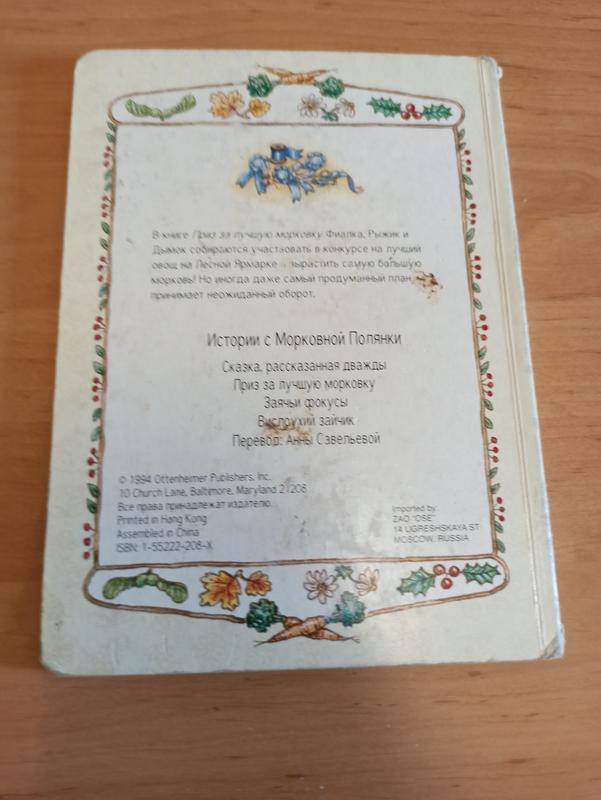 В книге Приз за лучшую морковку Фиалка, Рыжик и
Дымок собираются участвовать в конкурсе на лучший
овощ на Лесной Ярмарке и вырастить самую большую
морковь! Но иногда даже самый продуманный план
принимает неожиданный оборот.
Истории с Морковной Полянки
Сказка, рассказанная дважды
Приз за лучшую морковку
Заячьи фокусы
Вислоухий зайчик
Перевод: Анны Савельевой
© 1994 Ottenheimer Publishers, Inc.
10 Church Lane, Baltimore, Maryland 21208
Все права принадлежат издателю.
Printed in Hang Kong
Assembled in China
ISBN: 1-55222-208-X
Imported by:
ZAO "OSE"
14 UGRESHSKAYA ST
MOSCOW, RUSSIA